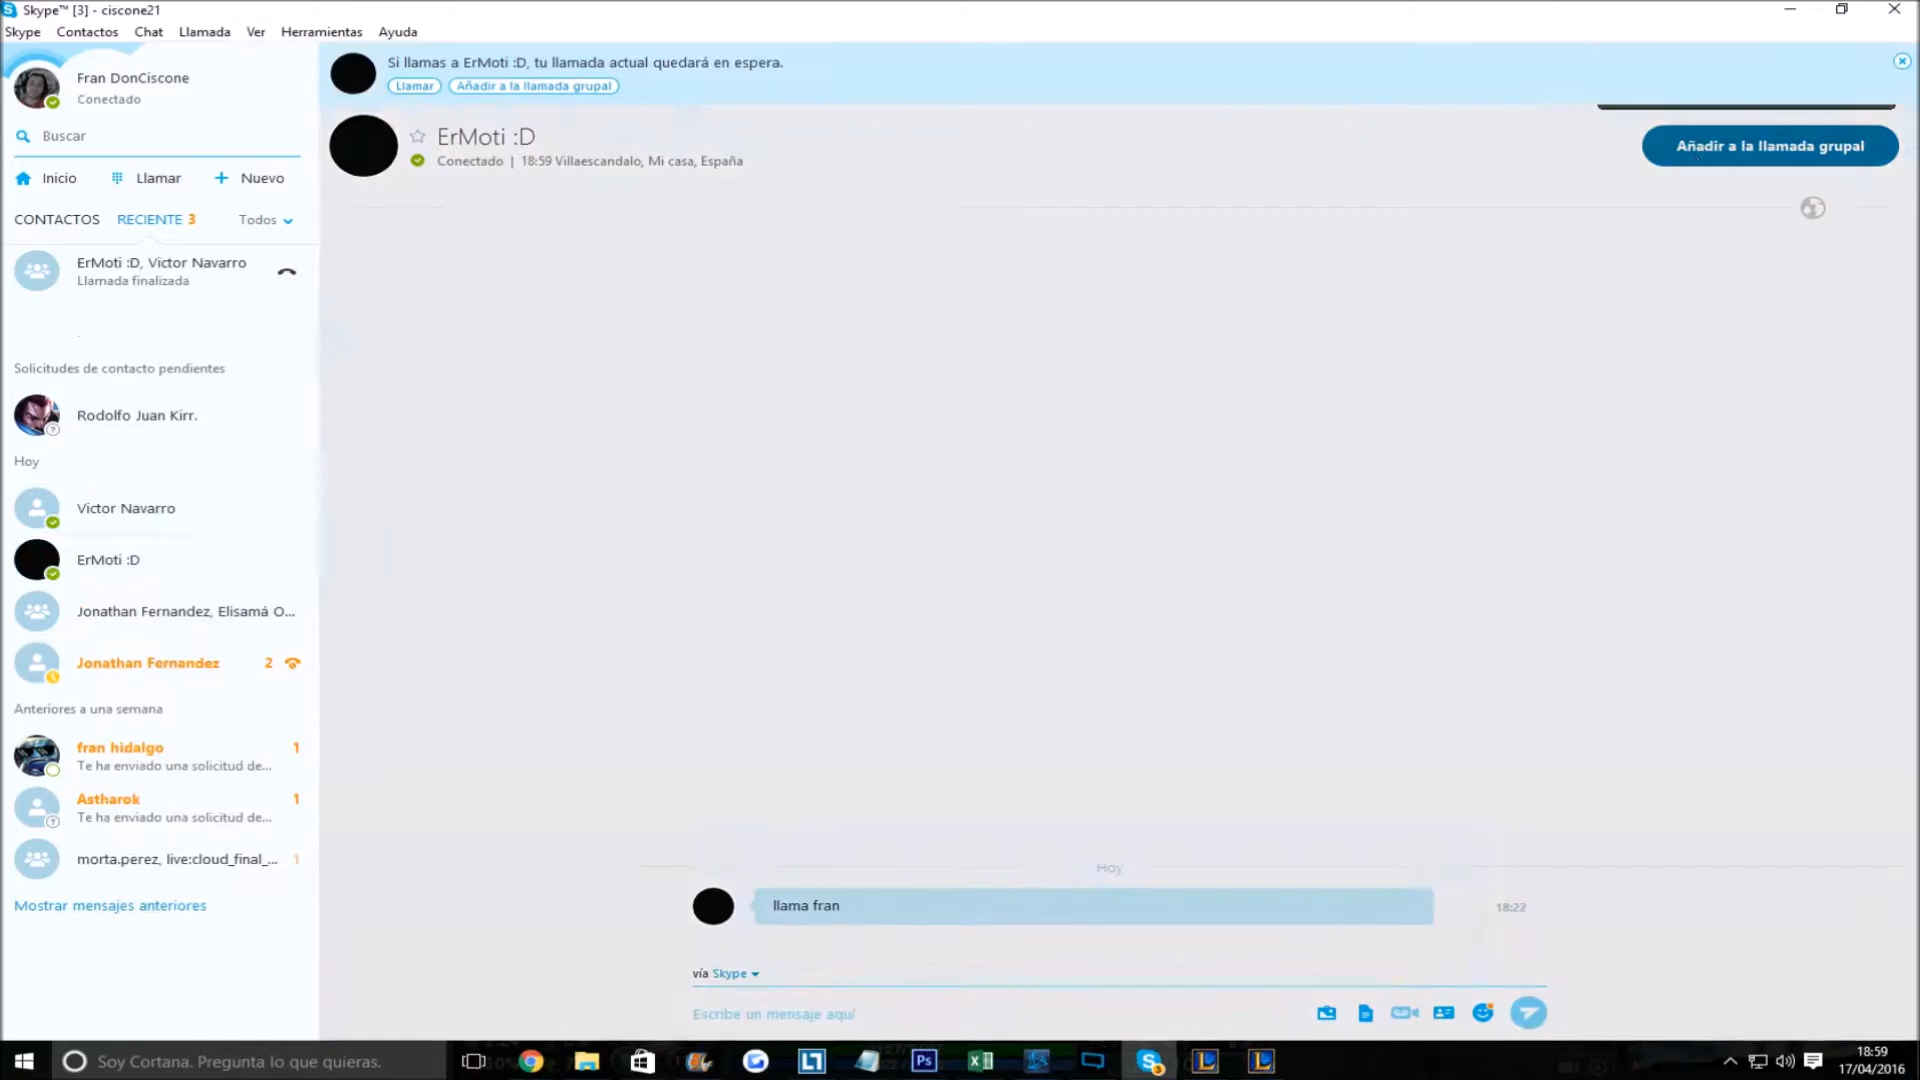 Skype™ [3] - ciscone21
Skype Contactos Chat Llamada Ver Herramientas Ayuda
Fran DonCiscone
Conectado
Buscar
Inicio Llamar Nuevo
CONTACTOS RECIENTE 3 Todos
ErMoti :D, Victor Navarro
Llamada finalizada
Solicitudes de contacto pendientes
Rodolfo Juan Kirr.
Hoy
Victor Navarro
ErMoti :D
Jonathan Fernandez, Elisamá O...
Jonathan Fernandez 2
Anteriores a una semana
fran hidalgo 1
Te ha enviado una solicitud de...
Astharok 1
Te ha enviado una solicitud de...
morta.perez, live:cloud_final_... 1
Mostrar mensajes anteriores
Si llamas a ErMoti :D, tu llamada actual quedará en espera.
Llamar Añadir a la llamada grupal
ErMoti :D
Conectado | 18:59 Villaescandalo, Mi casa, España
Añadir a la llamada grupal
Hoy
llama fran 18:22
vía Skype
Escribe un mensaje aquí
Soy Cortana. Pregunta lo que quieras.
Ps
18:59
17/04/2016